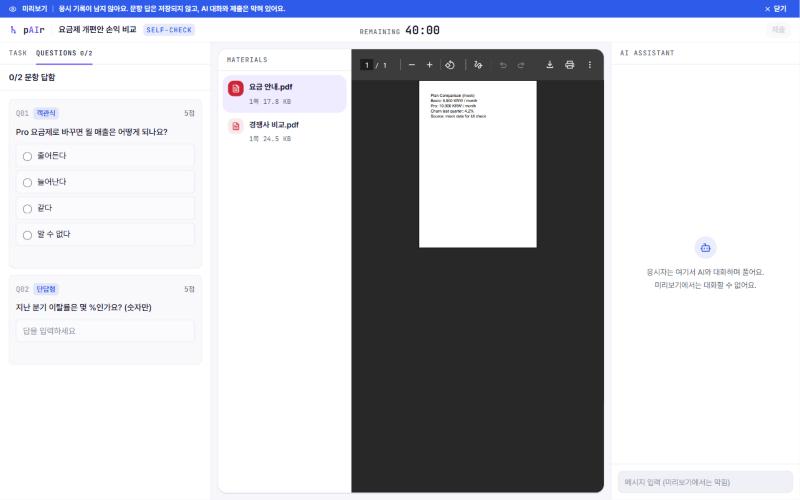 미리보기 | 응시 기록이 남지 않아요. 문항 답은 저장되지 않고, AI 대화와 제출은 막혀 있어요.
× 닫기
pAIr
요금제 개편안 손익 비교
SELF-CHECK
REMAINING 40:00
제출
TASK
QUESTIONS 0/2
0/2 문항 답함
Q01 객관식 5점
Pro 요금제로 바꾸면 월 매출은 어떻게 되나요?
줄어든다
늘어난다
같다
알 수 없다
Q02 단답형 5점
지난 분기 이탈률은 몇 %인가요? (숫자만)
답을 입력하세요
MATERIALS
요금 안내.pdf
1쪽 17.8 KB
경쟁사 비교.pdf
1쪽 24.5 KB
1 / 1
Plan Comparison (mock)
Pro: 10,900 KRW / month
Churn last quarter: 4.2%
Source: mock data for UI check
AI ASSISTANT
응시자는 여기서 AI와 대화하며 풀어요.
미리보기에서는 대화할 수 없어요.
메시지 입력 (미리보기에서는 막힘)